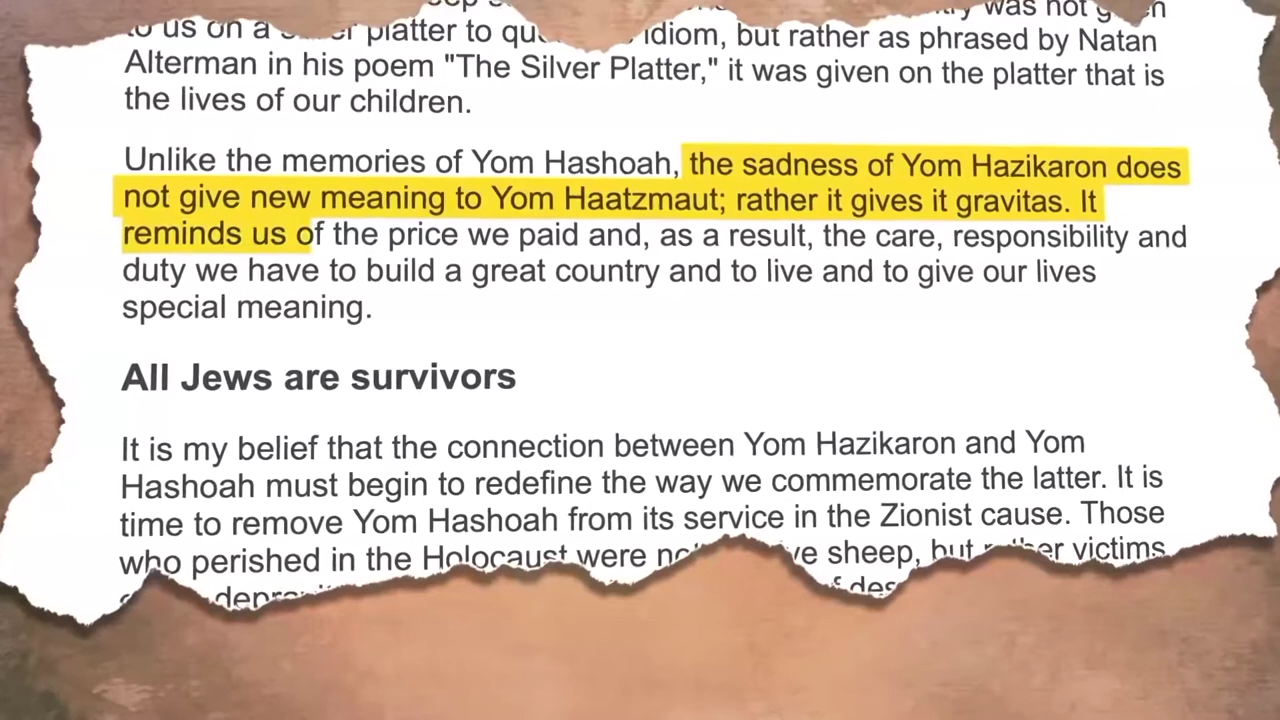 us on a platter to idiom, but rather as phrased by Natan
Alterman in his poem "The Silver Platter," it was given on the platter that is
the lives of our children.
Unlike the memories of Yom Hashoah, the sadness of Yom Hazikaron does
not give new meaning to Yom Haatzmaut; rather it gives it gravitas. It
reminds us of the price we paid and, as a result, the care, responsibility and
duty we have to build a great country and to live and to give our lives
special meaning.
All Jews are survivors
It is my belief that the connection between Yom Hazikaron and Yom
Hashoah must begin to redefine the way we commemorate the latter. It is
time to remove Yom Hashoah from its service in the Zionist cause. Those
who perished in the Holocaust were sheep, but victims